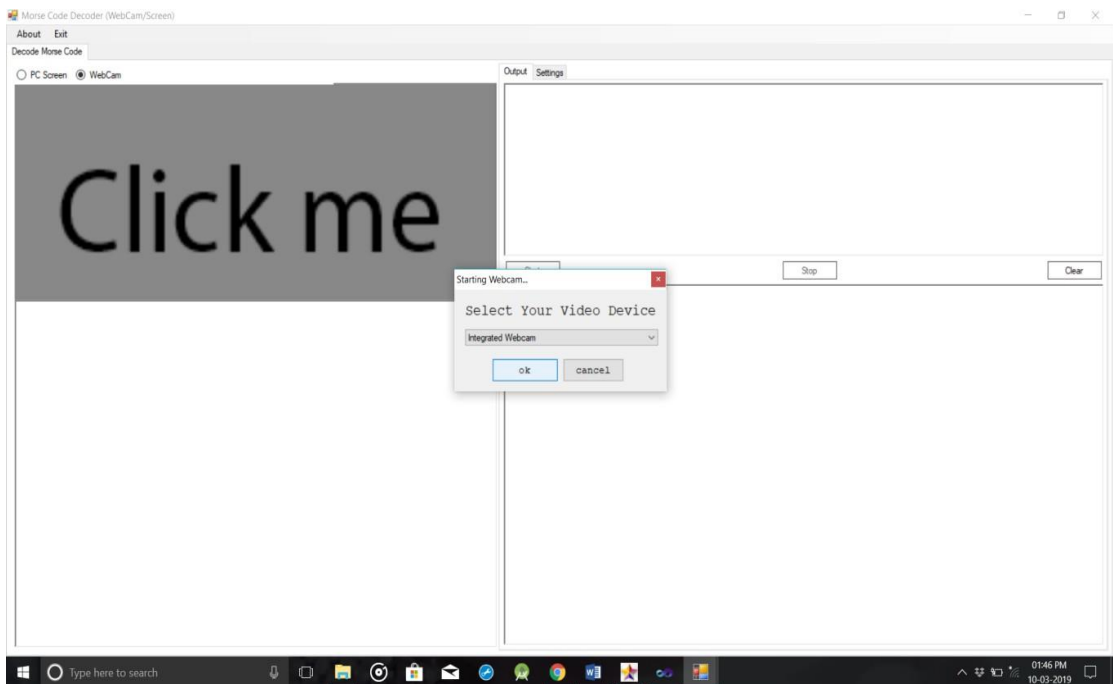 Morse Code Decoder (WebCam/Screen)
About Exit
Decode Morse Code
PC Screen WebCam
Output Settings
Click me
Stop
Clear
Starting Webcam...
Select Your Video Device
Integrated Webcam
ok cancel
Type here to search
01:46 PM
10-03-2019